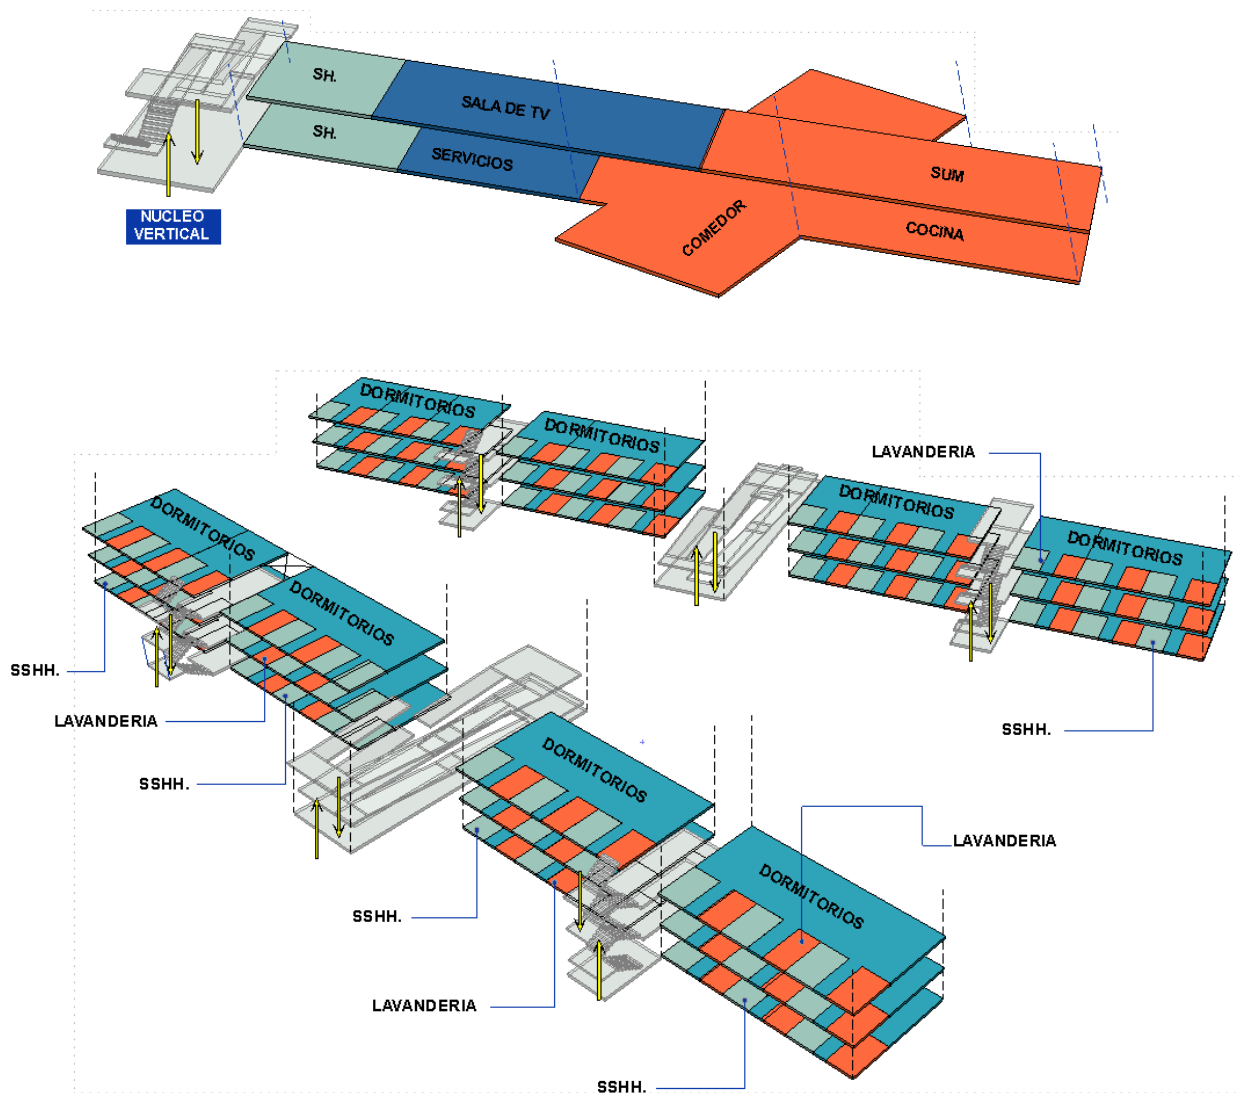 SH.
SALA DE TV
SH.
SERVICIOS
SUM
COMEDOR
COCINA
NUCLEO
VERTICAL
DORMITORIOS
DORMITORIOS
LAVANDERIA
DORMITORIOS
DORMITORIOS
DORMITORIOS
DORMITORIOS
SSHH.
LAVANDERIA
SSHH.
SSHH.
DORMITORIOS
LAVANDERIA
DORMITORIOS
SSHH.
LAVANDERIA
SSHH.